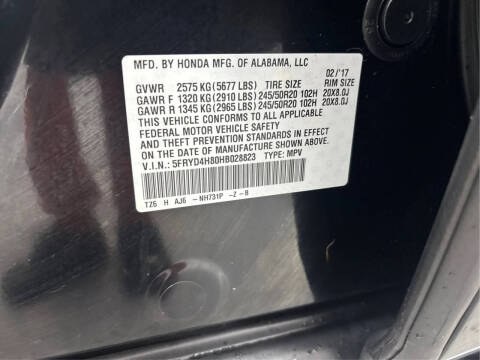 MFD. BY HONDA MFG. OF ALABAMA, LLC
02/'17
GVWR 2575 KG(5677 LBS) TIRE SIZE RIM SIZE
GAWR F 1320 KG(2910 LBS)245/50R20 102H 20X8.0J
GAWR R 1345 KG(2965 LBS)245/50R20 102H 20X8.0J
THIS VEHICLE CONFORMS TO ALL APPLICABLE
FEDERAL MOTOR VEHICLE SAFETY
AND THEFT PREVENTION STANDARDS IN EFFECT
ON THE DATE OF MANUFACTURE SHOWN ABOVE.
V.I.N.: 5FRYD4H80HB028823 TYPE: MPV
TZ6 H AJ6 -NH731P -Z -B